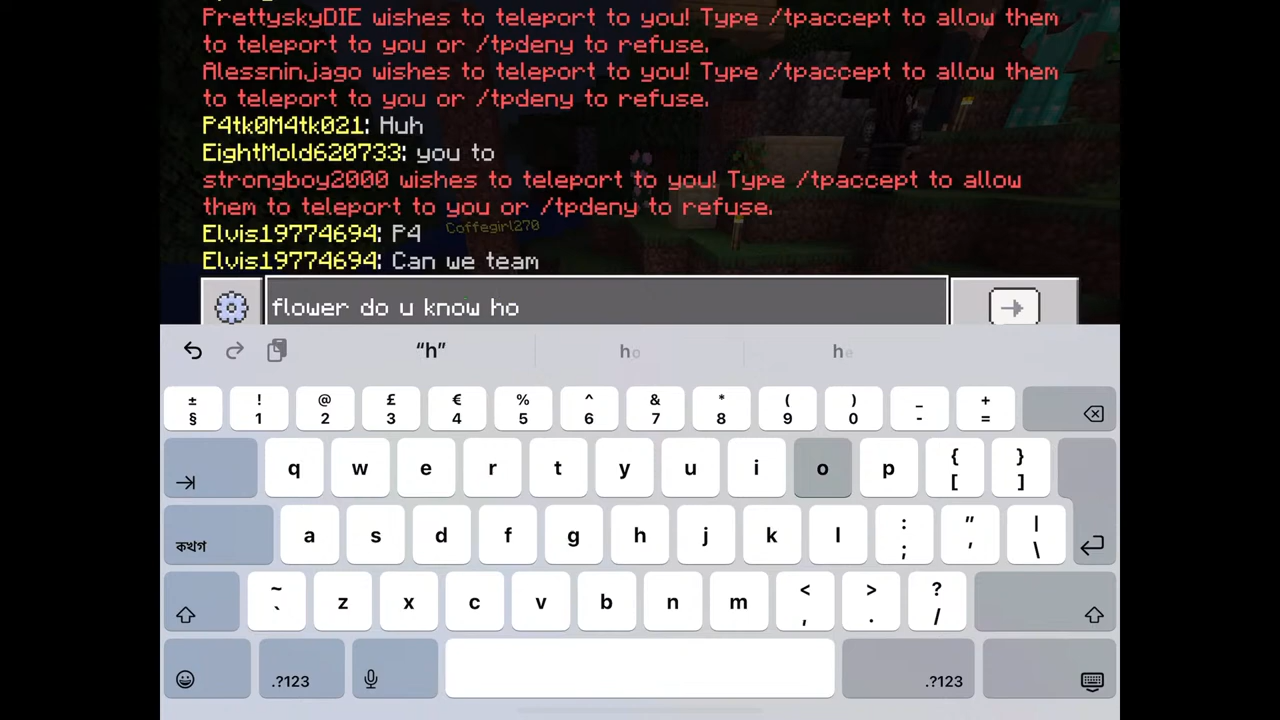 PrettyskyDIE wishes to teleport to you! Type /tpaccept to allow them
to teleport to you or /tpdeny to refuse.
Alessninjago wishes to teleport to you! Type /tpaccept to allow them
to teleport to you or /tpdeny to refuse.
P4tk0M4tk021: Huh
EightMold620733: you to
strongboy2000 wishes to teleport to you! Type /tpaccept to allow
them to teleport to you or /tpdeny to refuse.
Coffegirl270
Elvis19774694: P4
Elvis19774694: Can we team
flower do u know ho
“h” ho he
± ! @ £ € % ^ & * ( ) _ +
§ 1 2 3 4 5 6 7 8 9 0 - =
q w e r t y u i o p { [ } ]
কখগ a s d f g h j k l : ; " ' | \
~ ` z x c v b n m < , > . ? /
.?123 .?123